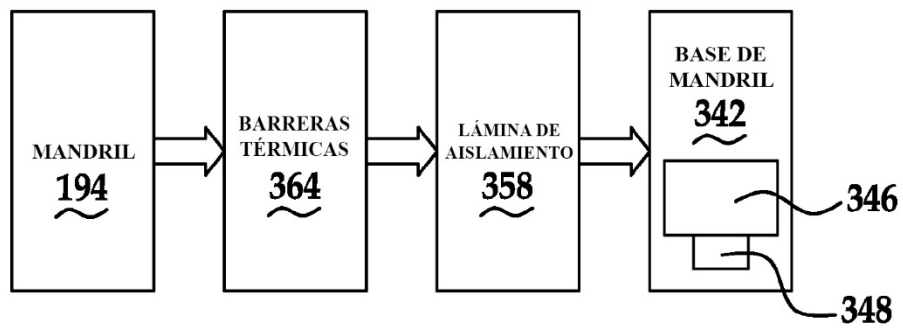 MANDRIL
194
BARRERAS
TÉRMICAS
364
LÁMINA DE
AISLAMIENTO
358
BASE DE
MANDRIL
342
346
348